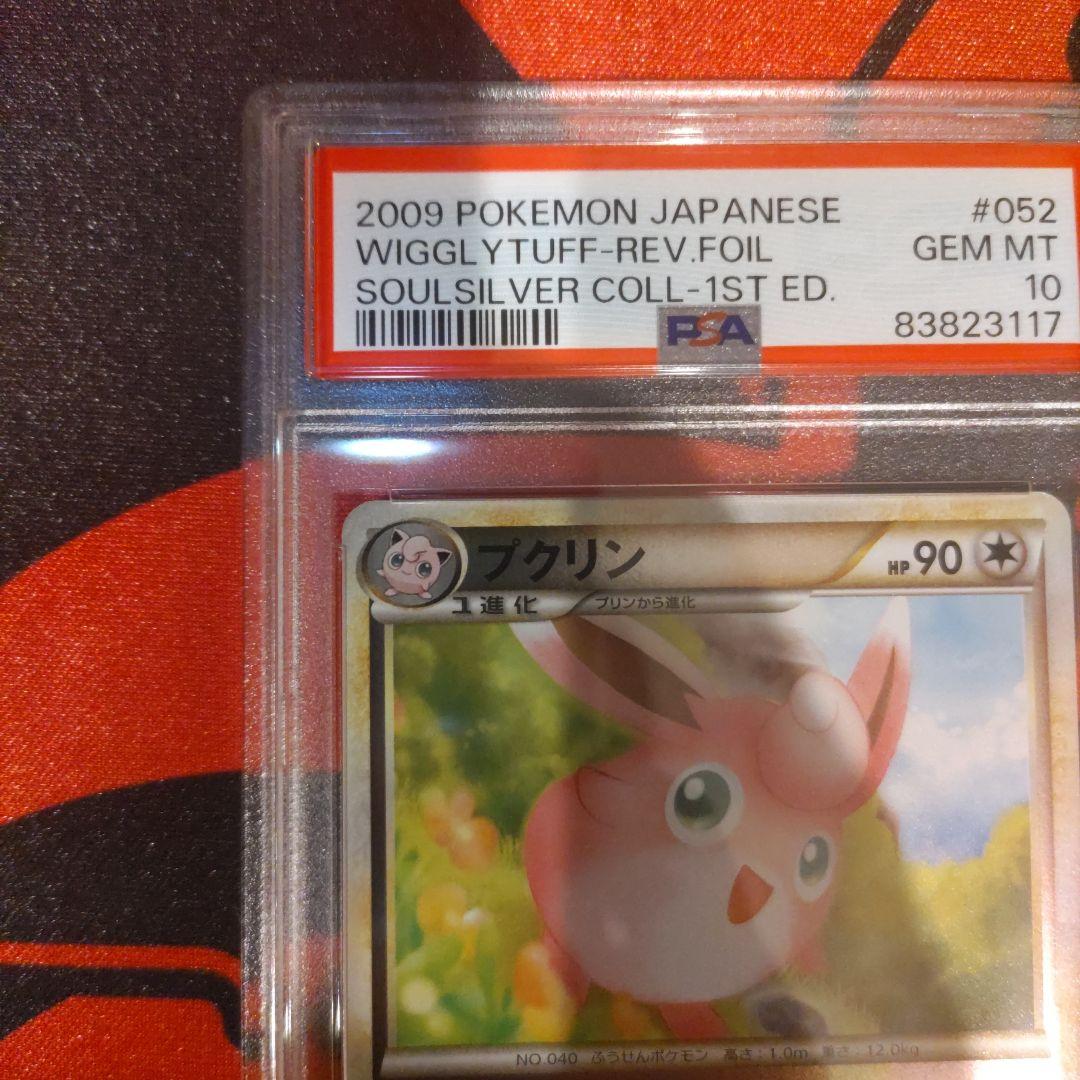 2009 POKEMON JAPANESE #052
WIGGLYTUFF-REV.FOIL GEM MT
SOULSILVER COLL-1ST ED. 10
PSA 83823117
プクリン HP 90
1進化 プリンから進化
NO.040 ふうせんポケモン 高さ:1.0m 重さ:12.0kg